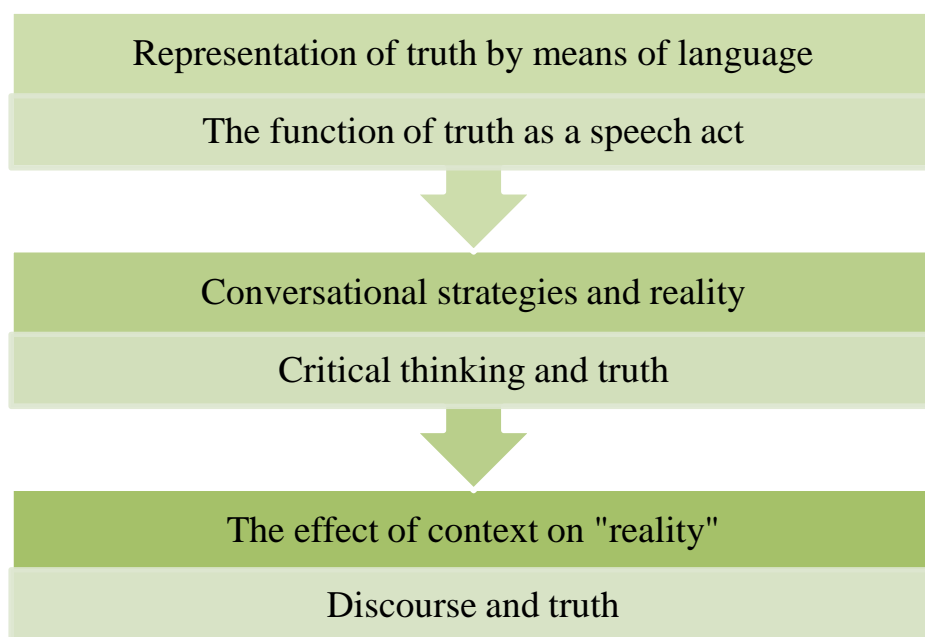 Representation of truth by means of language
The function of truth as a speech act
Conversational strategies and reality
Critical thinking and truth
The effect of context on "reality"
Discourse and truth